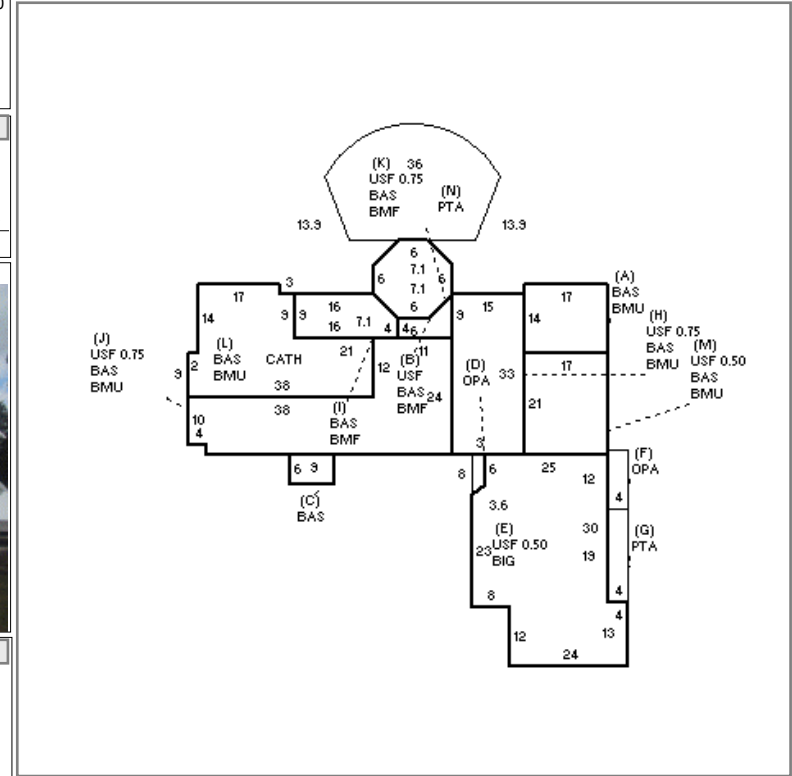 (K) 36
USF 0.75
BAS
BMF
(N)
PTA
13.9
13.9
6
7.1
6
6
7.1
6
3
17
14
9
9
16
16
7.1
4
4
6
9
15
17
14
(A)
BAS
BMU
(H)
USF 0.75
BAS
BMU
(M)
USF 0.50
BAS
BMU
(J)
USF 0.75
BAS
BMU
9
2
(L)
BAS
BMU
CATH
21
38
12
11
(B)
USF
BAS
BMF
24
(D)
OPA
33
17
21
10
4
38
(I)
BAS
BMF
3
6 9
(C)
BAS
8
6
25
12
(F)
OPA
4
3.6
(E)
USF 0.50
BIG
23
30
19
(G)
PTA
8
4
4
12
13
24